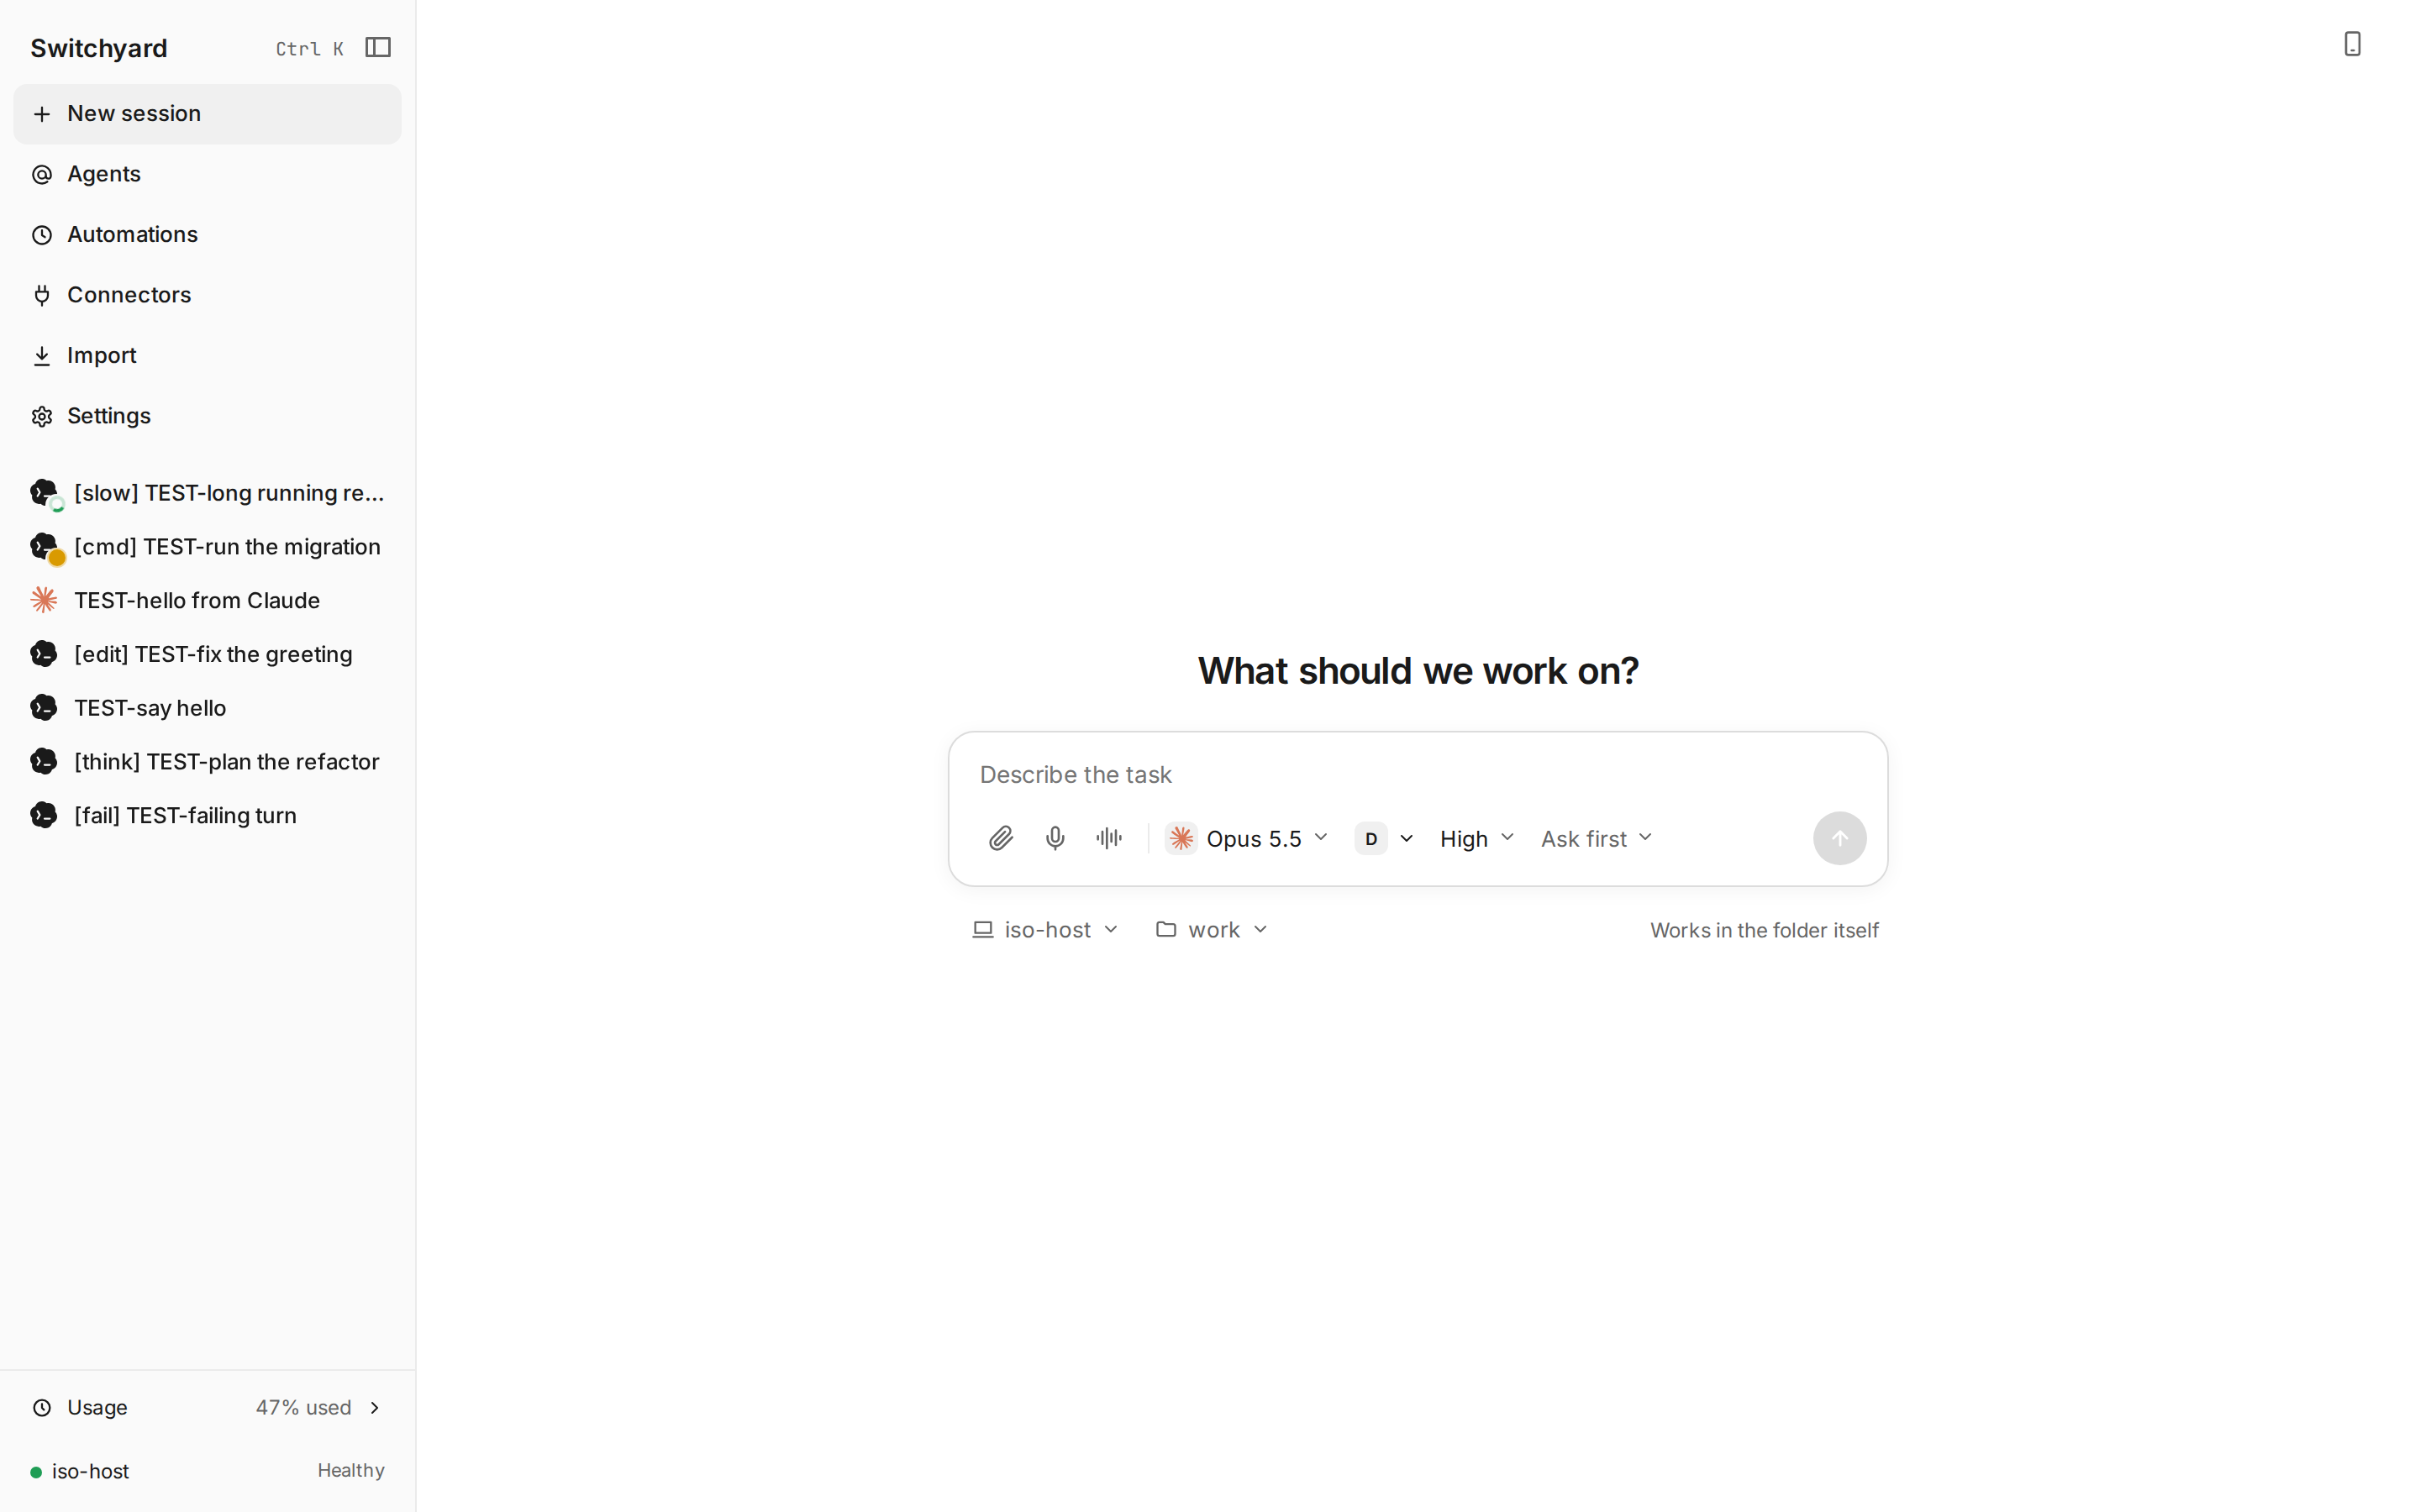 Switchyard Ctrl K
New session
Agents
Automations
Connectors
Import
Settings
[slow] TEST-long running re...
[cmd] TEST-run the migration
TEST-hello from Claude
[edit] TEST-fix the greeting
TEST-say hello
[think] TEST-plan the refactor
[fail] TEST-failing turn
Usage 47% used
iso-host Healthy
What should we work on?
Describe the task
Opus 5.5 D High Ask first
iso-host work Works in the folder itself